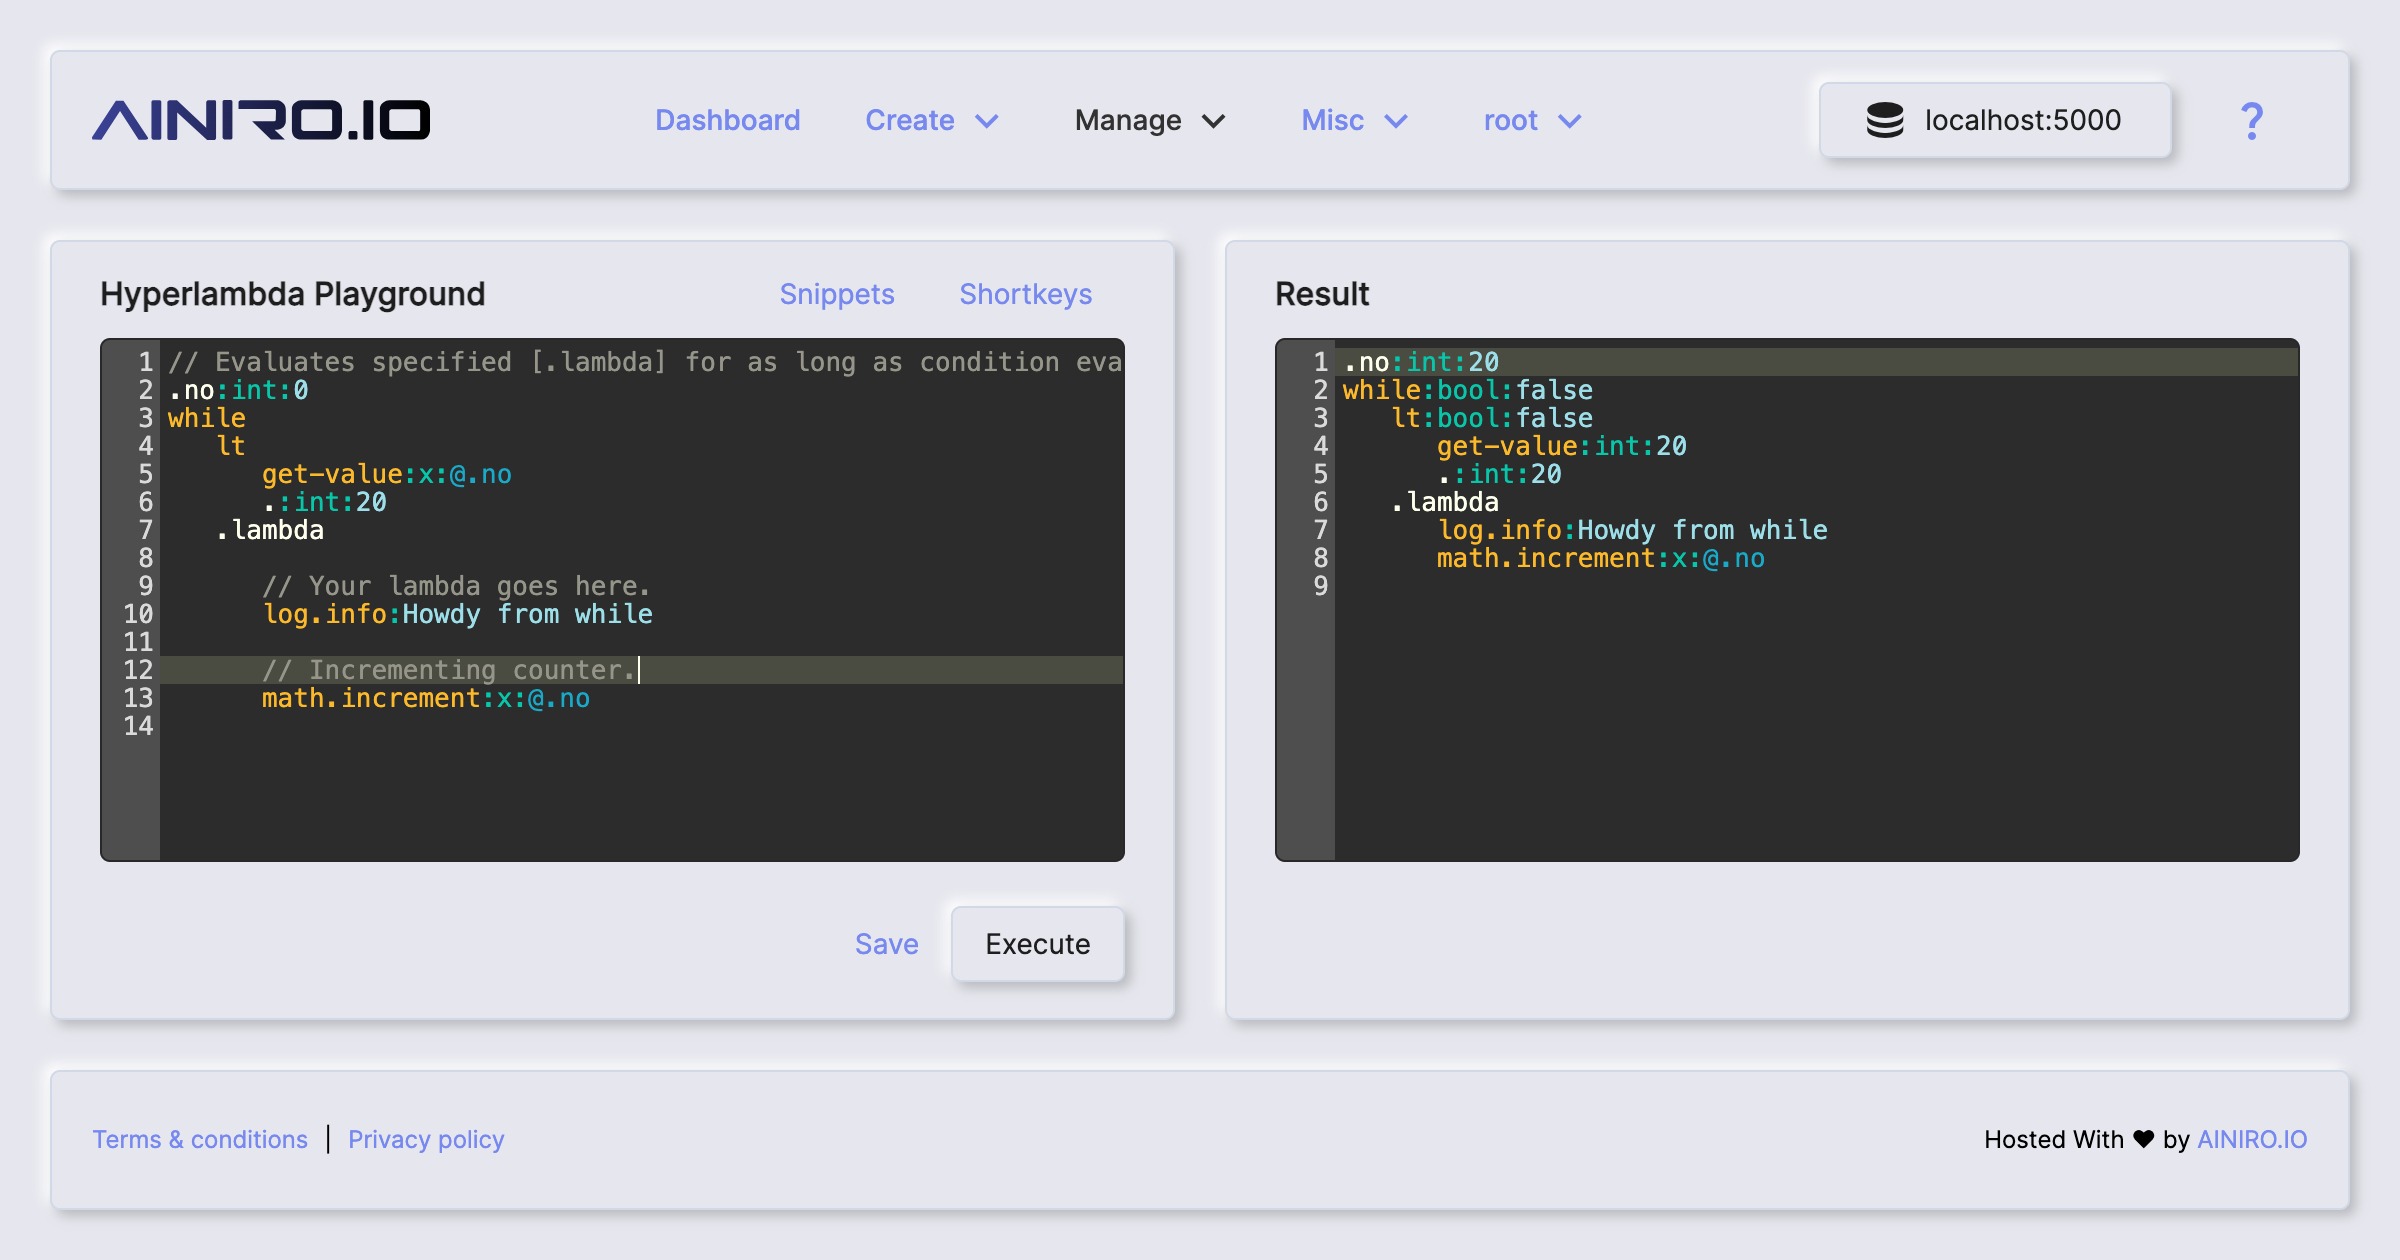 AINIRO.IO
Dashboard Create Manage Misc root localhost:5000 ?
Hyperlambda Playground Snippets Shortkeys
1 // Evaluates specified [.lambda] for as long as condition eva
2 .no:int:0
3 while
4    lt
5       get-value:x:@.no
6       .:int:20
7    .lambda
8
9       // Your lambda goes here.
10       log.info:Howdy from while
11
12       // Incrementing counter.
13       math.increment:x:@.no
14
Save Execute
Result
1 .no:int:20
2 while:bool:false
3    lt:bool:false
4       get-value:int:20
5       .:int:20
6    .lambda
7       log.info:Howdy from while
8       math.increment:x:@.no
9
Terms & conditions | Privacy policy
Hosted With ♥ by AINIRO.IO